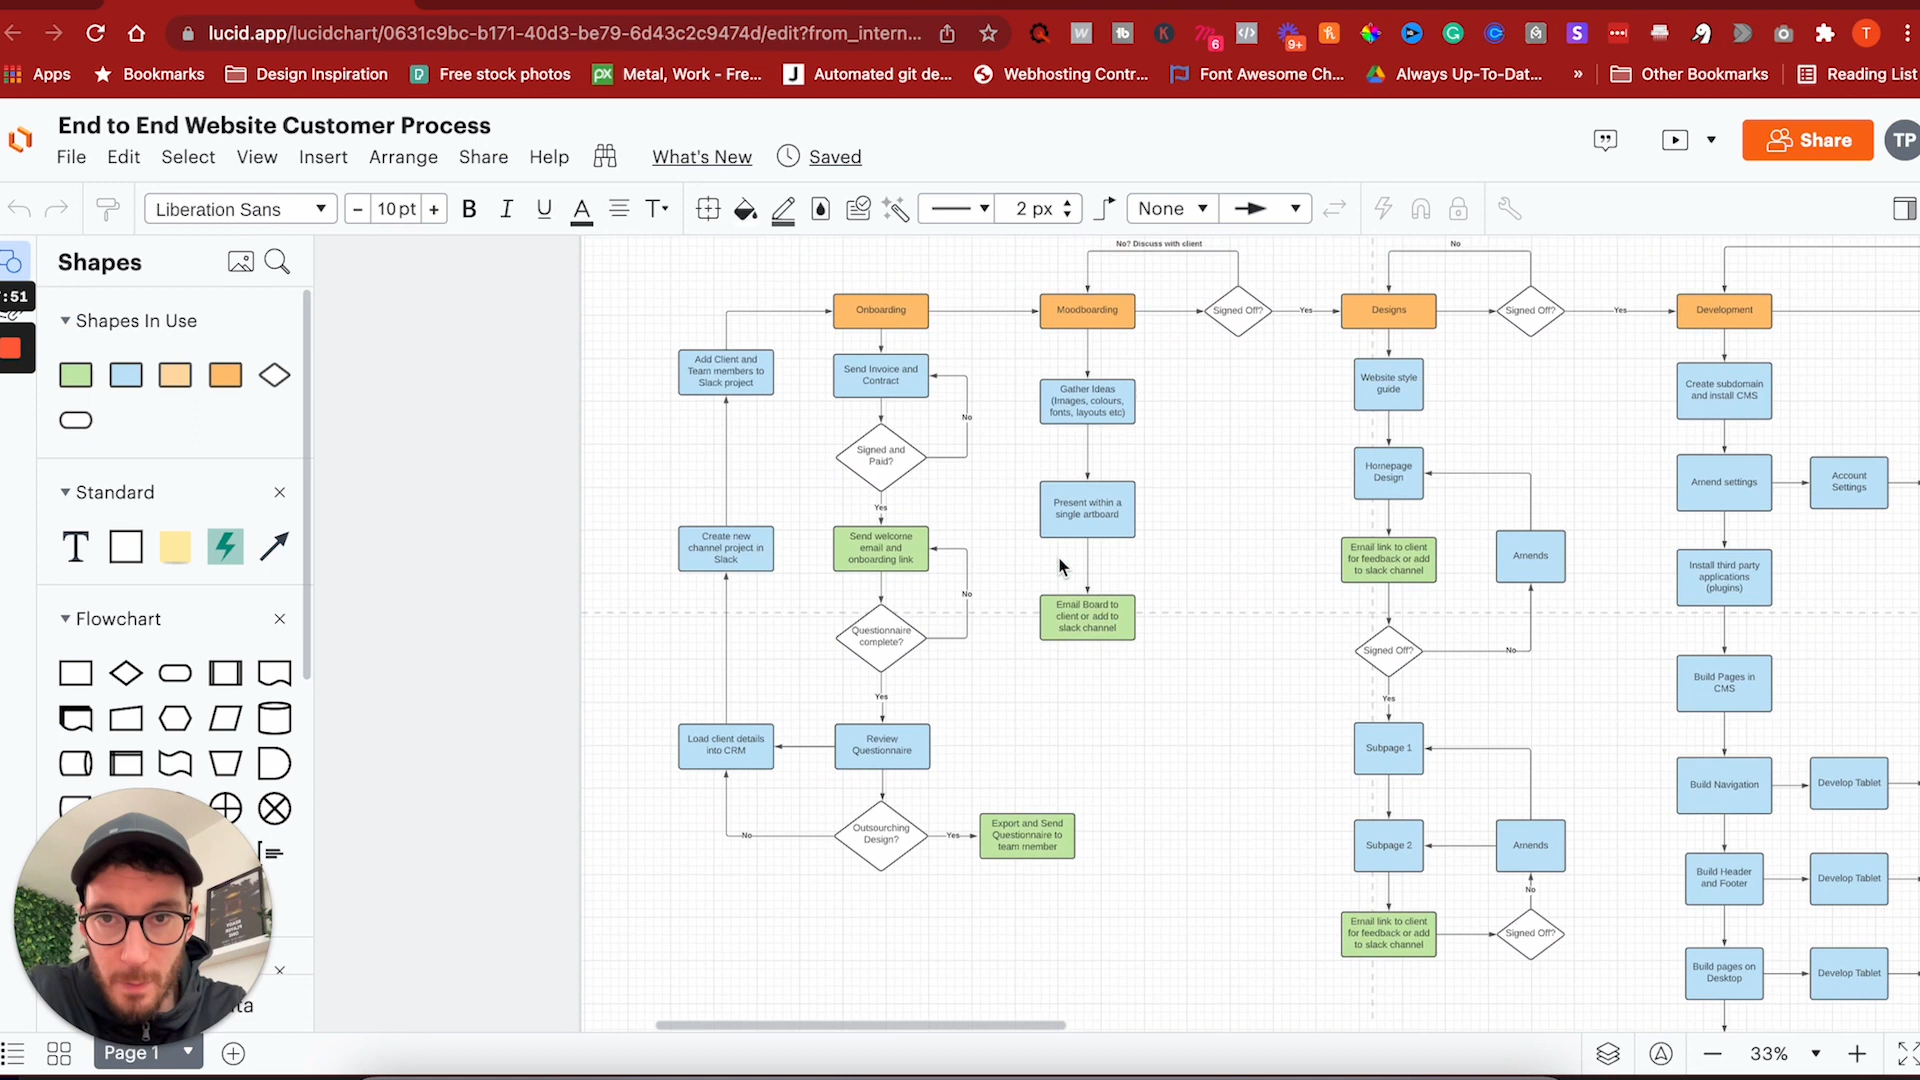 lucid.app/lucidchart/0631c9bc-b171-40d3-be79-6d43c2c9474d/edit?from_intern...
6
9+
T
Apps
Bookmarks
Design Inspiration
Free stock photos
Metal, Work - Fre...
Automated git de...
Webhosting Contr...
Font Awesome Ch...
Always Up-To-Dat...
»
Other Bookmarks
Reading List
End to End Website Customer Process
File
Edit
Select
View
Insert
Arrange
Share
Help
What's New
Saved
Share
TP
Liberation Sans
10 pt
B
I
U
A
T
2 px
None
Shapes
:51
Shapes In Use
Standard
T
Flowchart
No? Discuss with client
No
Onboarding
Moodboarding
Signed Off?
Yes
Designs
Signed Off?
Yes
Development
Add Client and
Team members to
Slack project
Send Invoice and
Contract
No
Signed and
Paid?
Yes
Create new
channel project in
Slack
Send welcome
email and
onboarding link
No
Questionnaire
complete?
Yes
Load client details
into CRM
Review
Questionnaire
No
Outsourching
Design?
Yes
Export and Send
Questionnaire to
team member
Gather Ideas
(Images, colours,
fonts, layouts etc)
Present within a
single artboard
Email Board to
client or add to
slack channel
Website style
guide
Homepage
Design
Email link to client
for feedback or add
to slack channel
Amends
Signed Off?
No
Yes
Subpage 1
Subpage 2
Amends
No
Email link to client
for feedback or add
to slack channel
Signed Off?
Create subdomain
and install CMS
Amend settings
Account
Settings
Install third party
applications
(plugins)
Build Pages in
CMS
Build Navigation
Develop Tablet
Build Header
and Footer
Develop Tablet
Build pages on
Desktop
Develop Tablet
ta
Page 1
33%